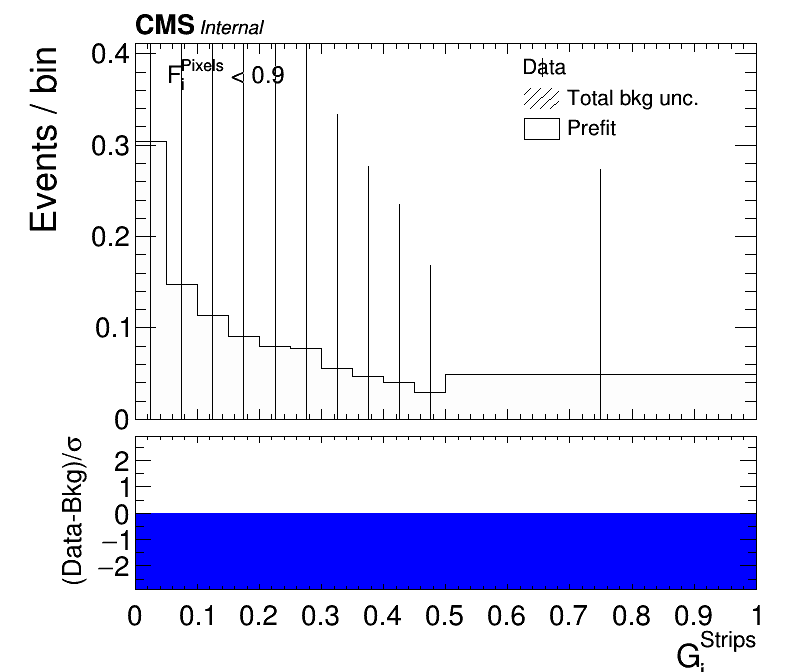 CMS Internal
Events / bin
0.4
0.3
0.2
0.1
0
F_i^Pixels < 0.9
Data
Total bkg unc.
Prefit
(Data-Bkg)/σ
2
1
0
−1
−2
0 0.1 0.2 0.3 0.4 0.5 0.6 0.7 0.8 0.9 1
G_i^Strips